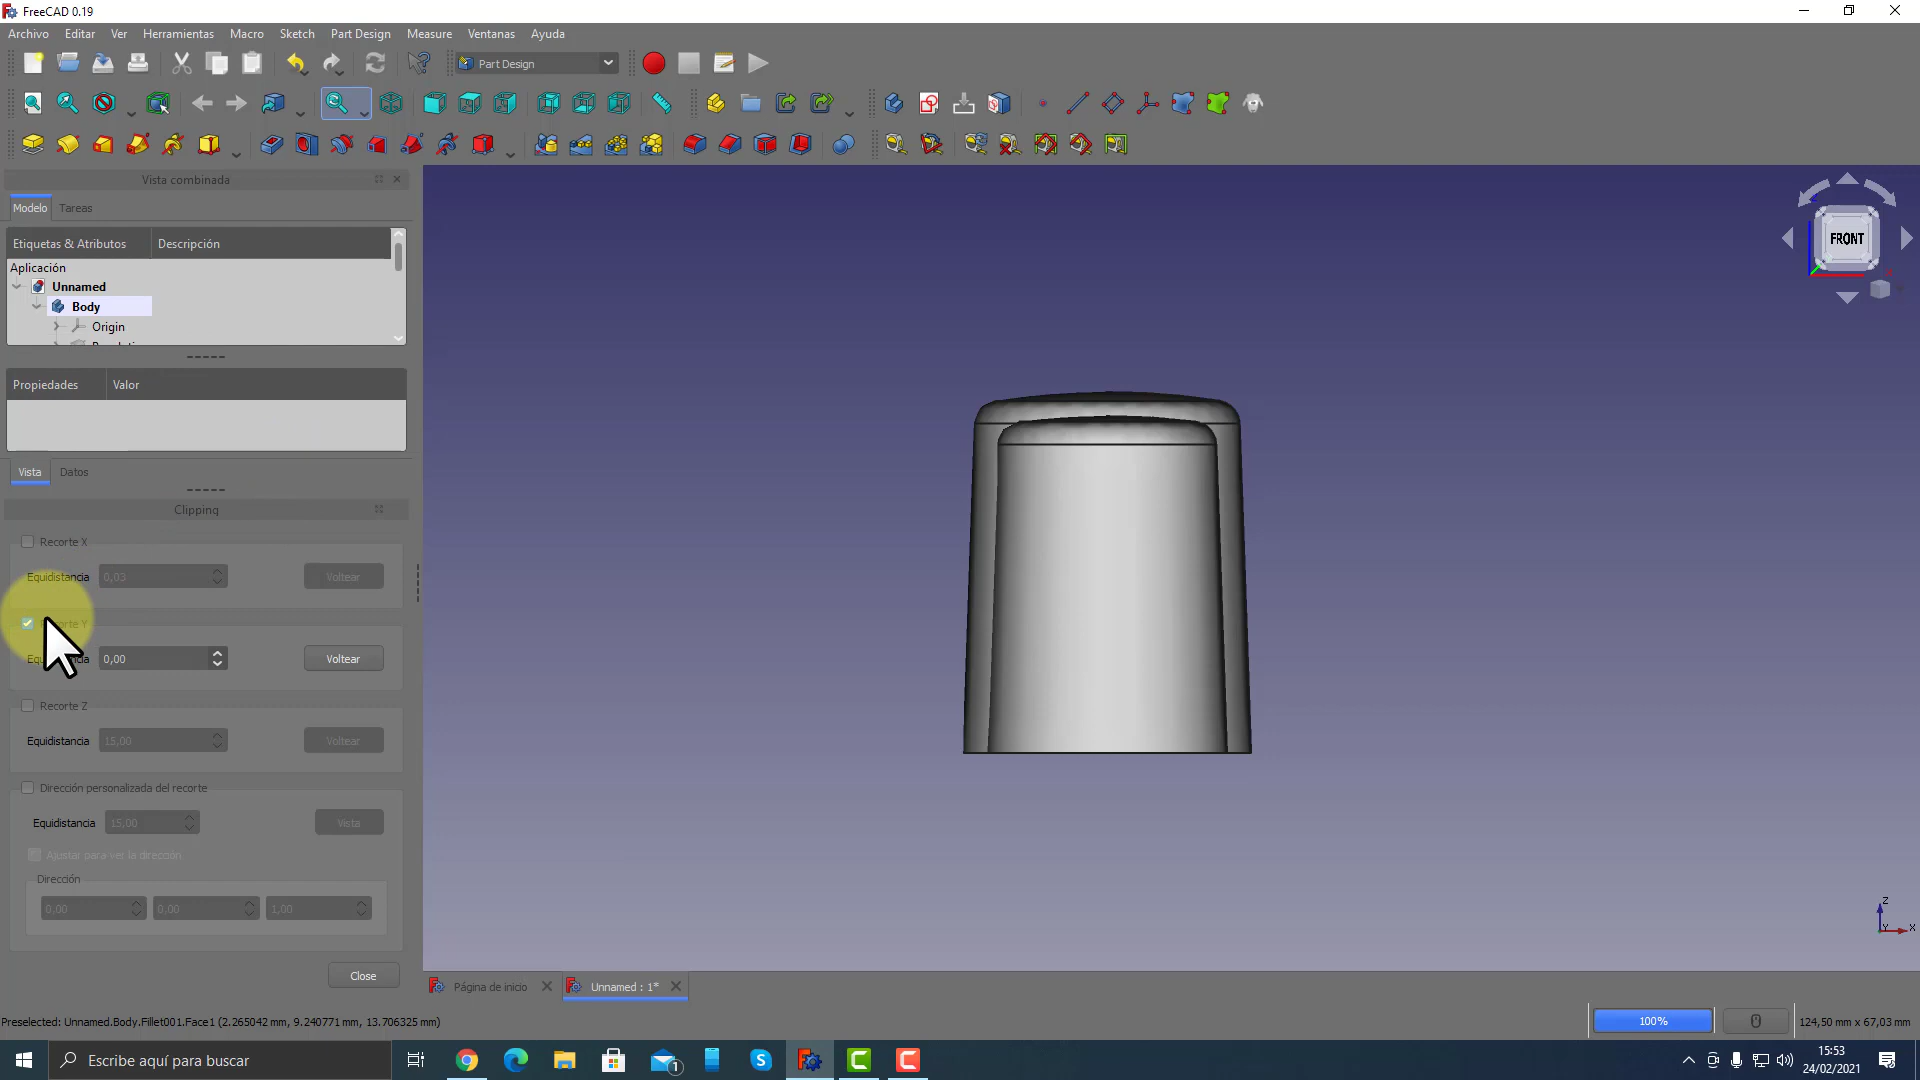 FreeCAD 0.19
Archivo Editar Ver Herramientas Macro Sketch Part Design Measure Ventanas Ayuda
Part Design
Vista combinada
Modelo Tareas
Etiquetas & Atributos Descripción
Aplicación
Unnamed
Body
Origin
Propiedades Valor
Vista Datos
Clipping
Recorte X
Equidistancia 0,03 Voltear
Y
0,00 Voltear
Recorte Z
Equidistancia 15,00 Voltear
Dirección personalizada del recorte
Equidistancia 15,00 Vista
Ajustar para ver la dirección
Dirección
0,00 0,00 1,00
Close
FRONT
Z
Y X
Página de inicio Unnamed : 1*
Preselected: Unnamed.Body.Fillet001.Face1 (2.265042 mm, 9.240771 mm, 13.706325 mm)
100% 124,50 mm x 67,03 mm
Escribe aquí para buscar
1
15:53
24/02/2021